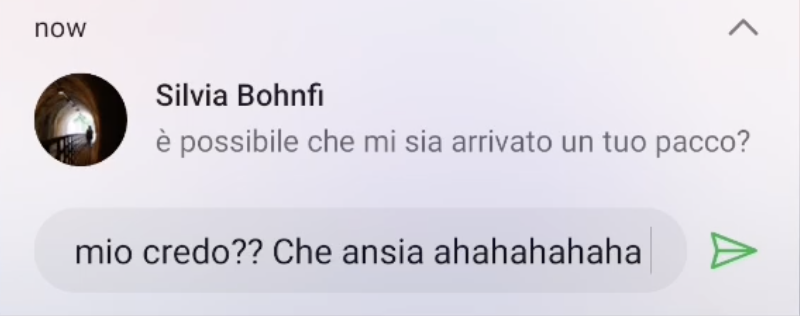 now
Silvia Bohnfi
è possibile che mi sia arrivato un tuo pacco?
mio credo?? Che ansia ahahahahaha